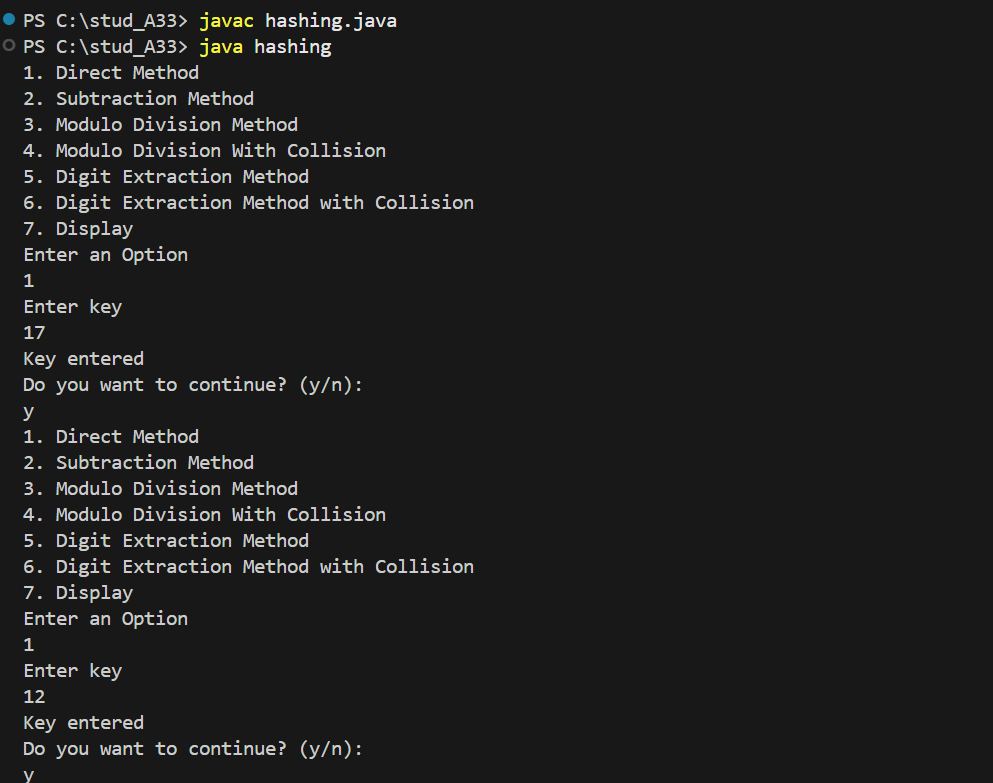 PS C:\stud_A33> javac hashing.java
PS C:\stud_A33> java hashing
1. Direct Method
2. Subtraction Method
3. Modulo Division Method
4. Modulo Division With Collision
5. Digit Extraction Method
6. Digit Extraction Method with Collision
7. Display
Enter an Option
1
Enter key
17
Key entered
Do you want to continue? (y/n):
y
1. Direct Method
2. Subtraction Method
3. Modulo Division Method
4. Modulo Division With Collision
5. Digit Extraction Method
6. Digit Extraction Method with Collision
7. Display
Enter an Option
1
Enter key
12
Key entered
Do you want to continue? (y/n):
y